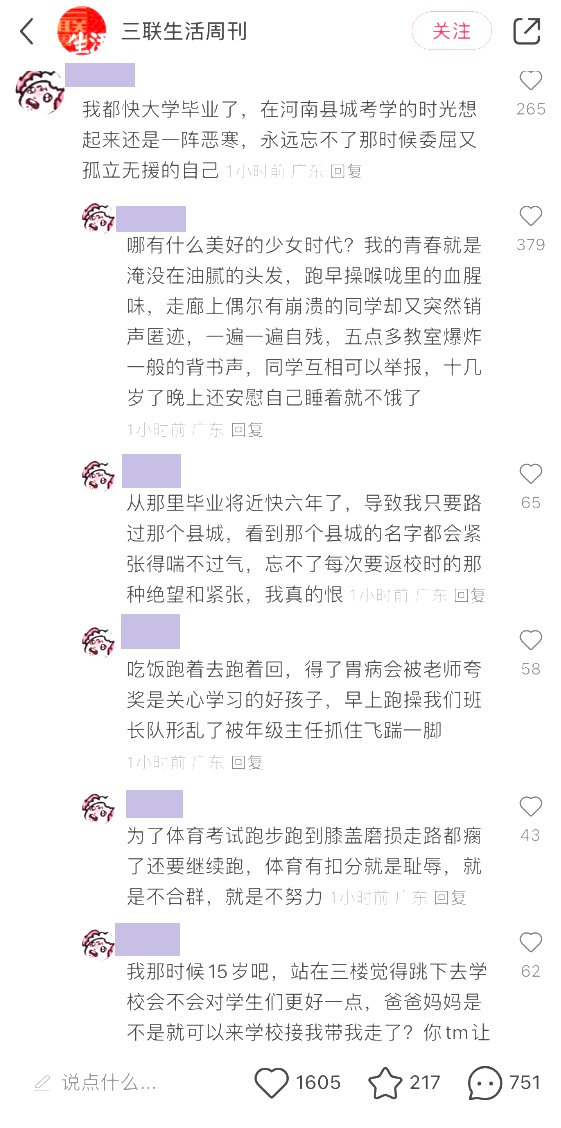 三联生活周刊
关注
我都快大学毕业了，在河南县城考学的时光想
起来还是一阵恶寒，永远忘不了那时候委屈又
孤立无援的自己 1小时前 广东 回复
265
哪有什么美好的少女时代？我的青春就是
淹没在油腻的头发，跑早操喉咙里的血腥
味，走廊上偶尔有崩溃的同学却又突然销
声匿迹，一遍一遍自残，五点多教室爆炸
一般的背书声，同学互相可以举报，十几
岁了晚上还安慰自己睡着就不饿了
1小时前 广东 回复
379
从那里毕业将近快六年了，导致我只要路
过那个县城，看到那个县城的名字都会紧
张得喘不过气，忘不了每次要返校时的那
种绝望和紧张，我真的恨 1小时前 广东 回复
65
吃饭跑着去跑着回，得了胃病会被老师夸
奖是关心学习的好孩子，早上跑操我们班
长队形乱了被年级主任抓住飞踹一脚
1小时前 广东 回复
58
为了体育考试跑步跑到膝盖磨损走路都瘸
了还要继续跑，体育有扣分就是耻辱，就
是不合群，就是不努力 1小时前 广东 回复
43
我那时候15岁吧，站在三楼觉得跳下去学
校会不会对学生们更好一点，爸爸妈妈是
不是就可以来学校接我带我走了？你tm让
62
说点什么...
1605
217
751